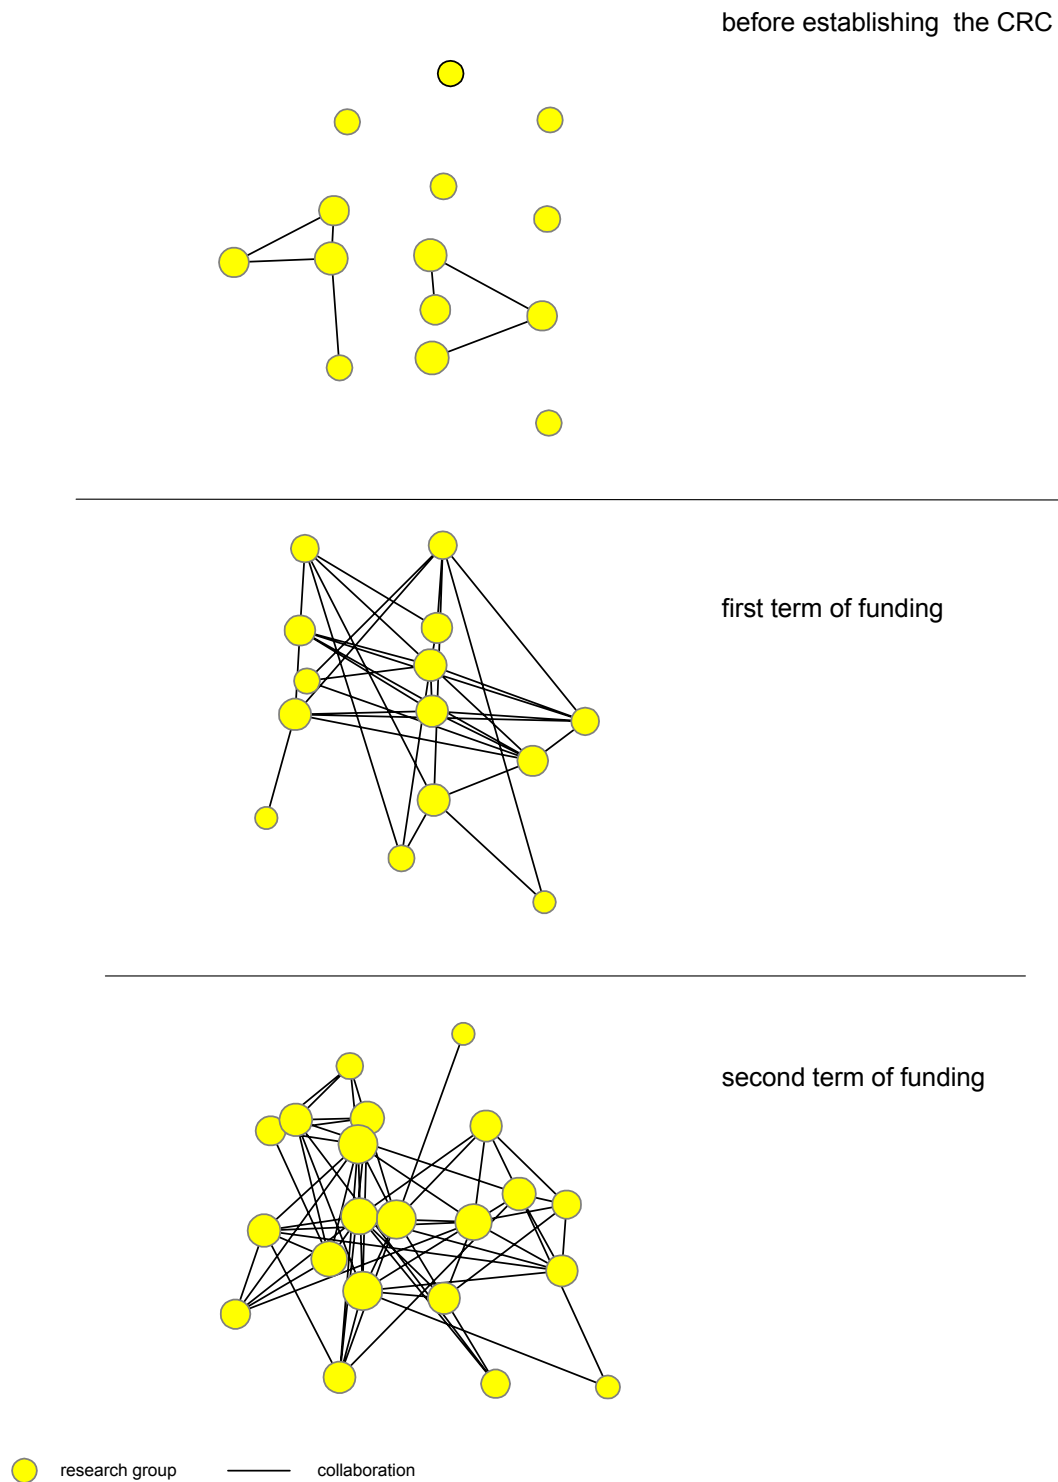 before establishing  the CRC
first term of funding
second term of funding
research group
collaboration